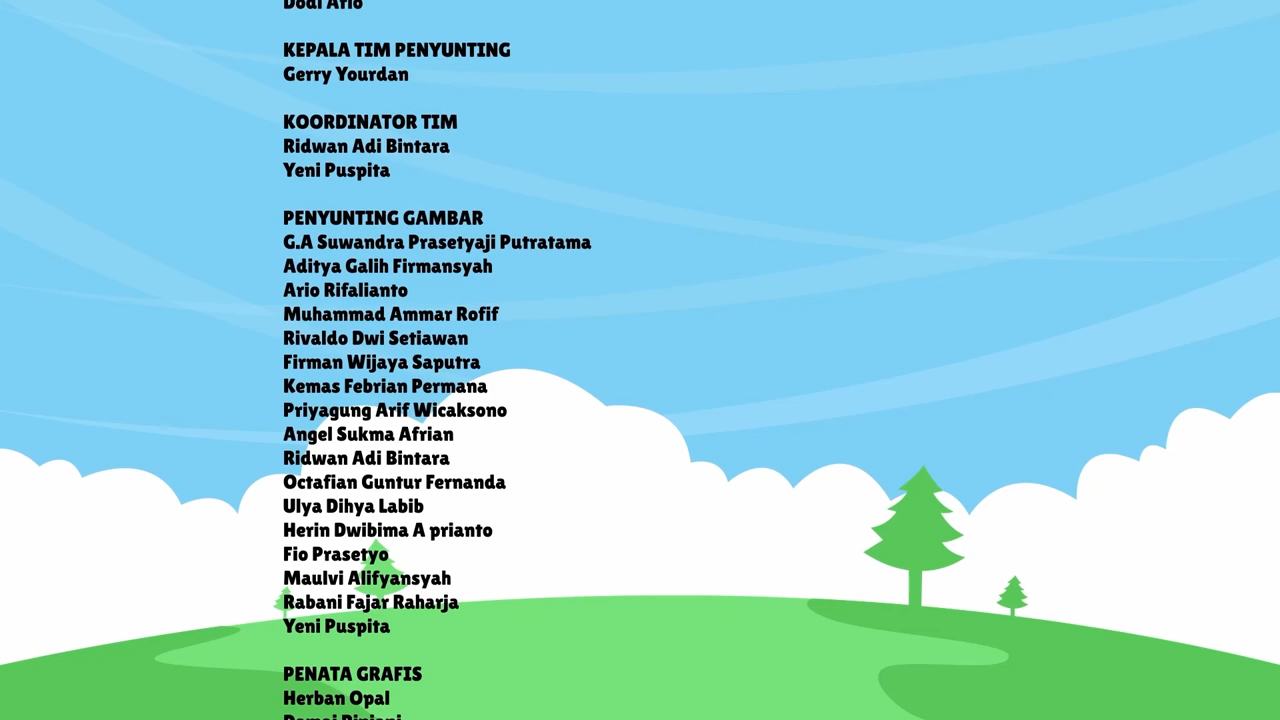 Dodi Ario
KEPALA TIM PENYUNTING
Gerry Yourdan
KOORDINATOR TIM
Ridwan Adi Bintara
Yeni Puspita
PENYUNTING GAMBAR
G.A Suwandra Prasetyaji Putratama
Aditya Galih Firmansyah
Ario Rifalianto
Muhammad Ammar Rofif
Rivaldo Dwi Setiawan
Firman Wijaya Saputra
Kemas Febrian Permana
Priyagung Arif Wicaksono
Angel Sukma Afrian
Ridwan Adi Bintara
Octafian Guntur Fernanda
Ulya Dihya Labib
Herin Dwibima A prianto
Fio Prasetyo
Maulvi Alifyansyah
Rabani Fajar Raharja
Yeni Puspita
PENATA GRAFIS
Herban Opal